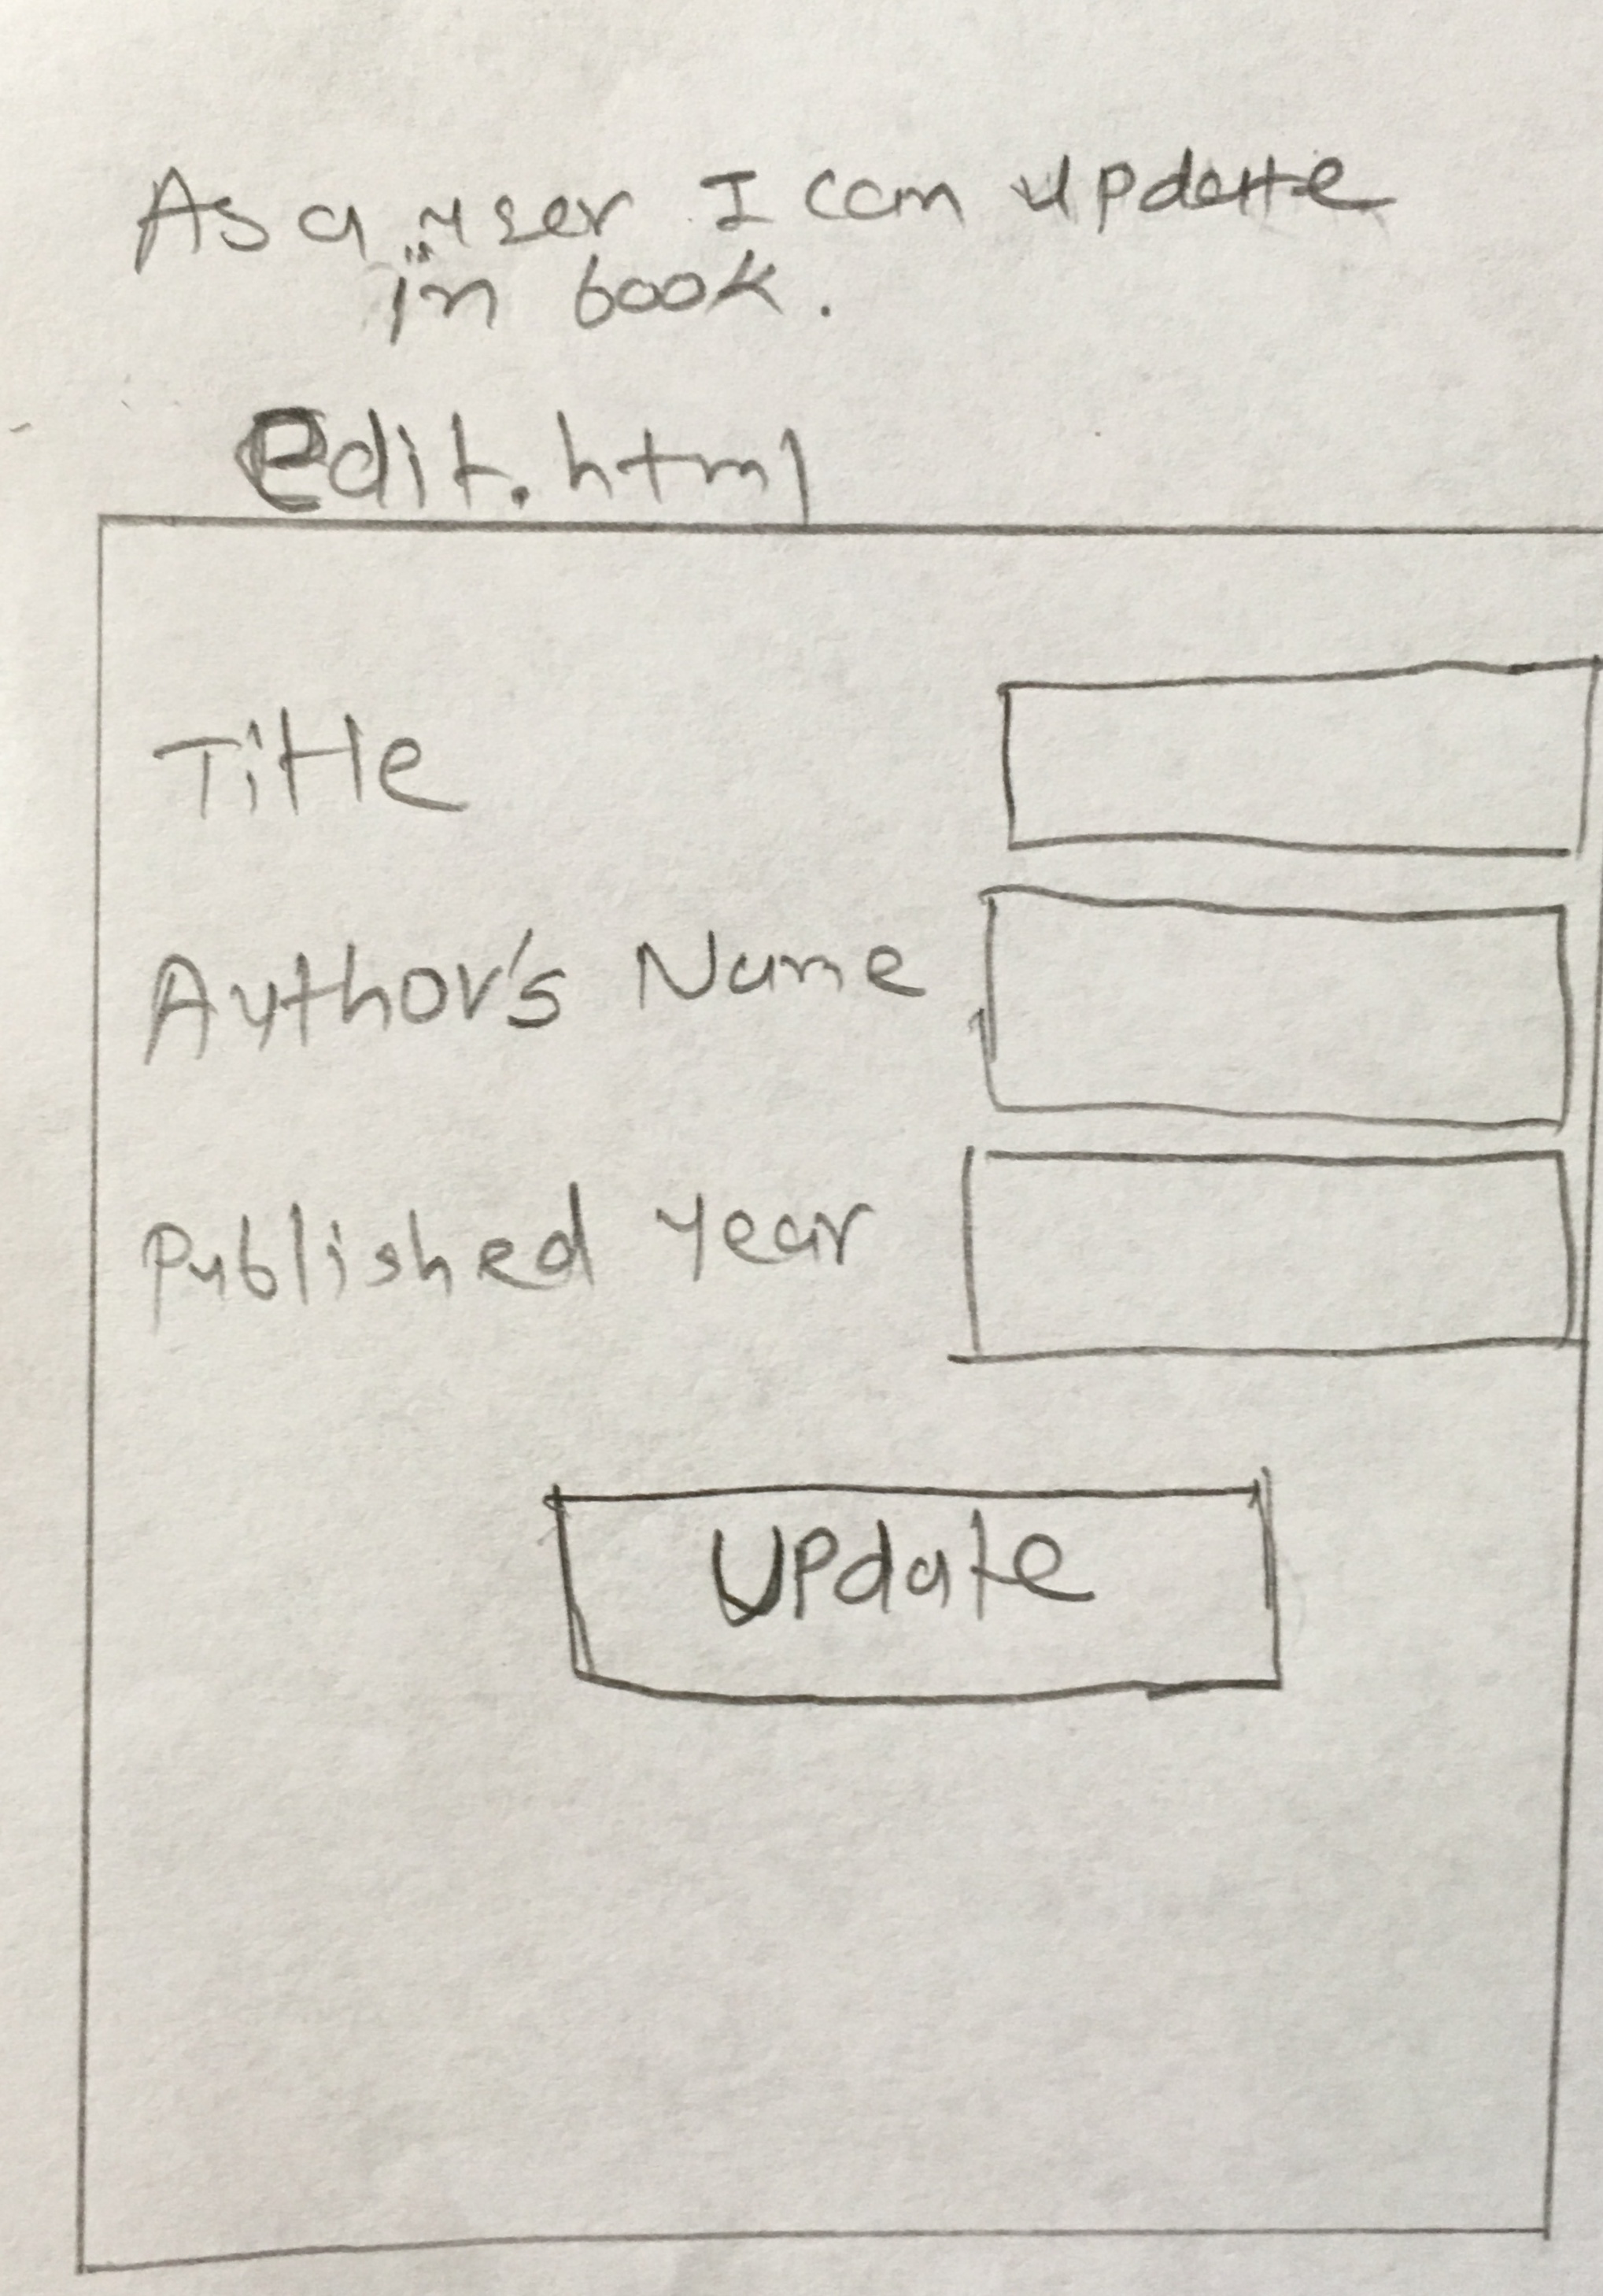 As a user I can update
in book.
edit.html
Title
Author's Name
Published Year
Update